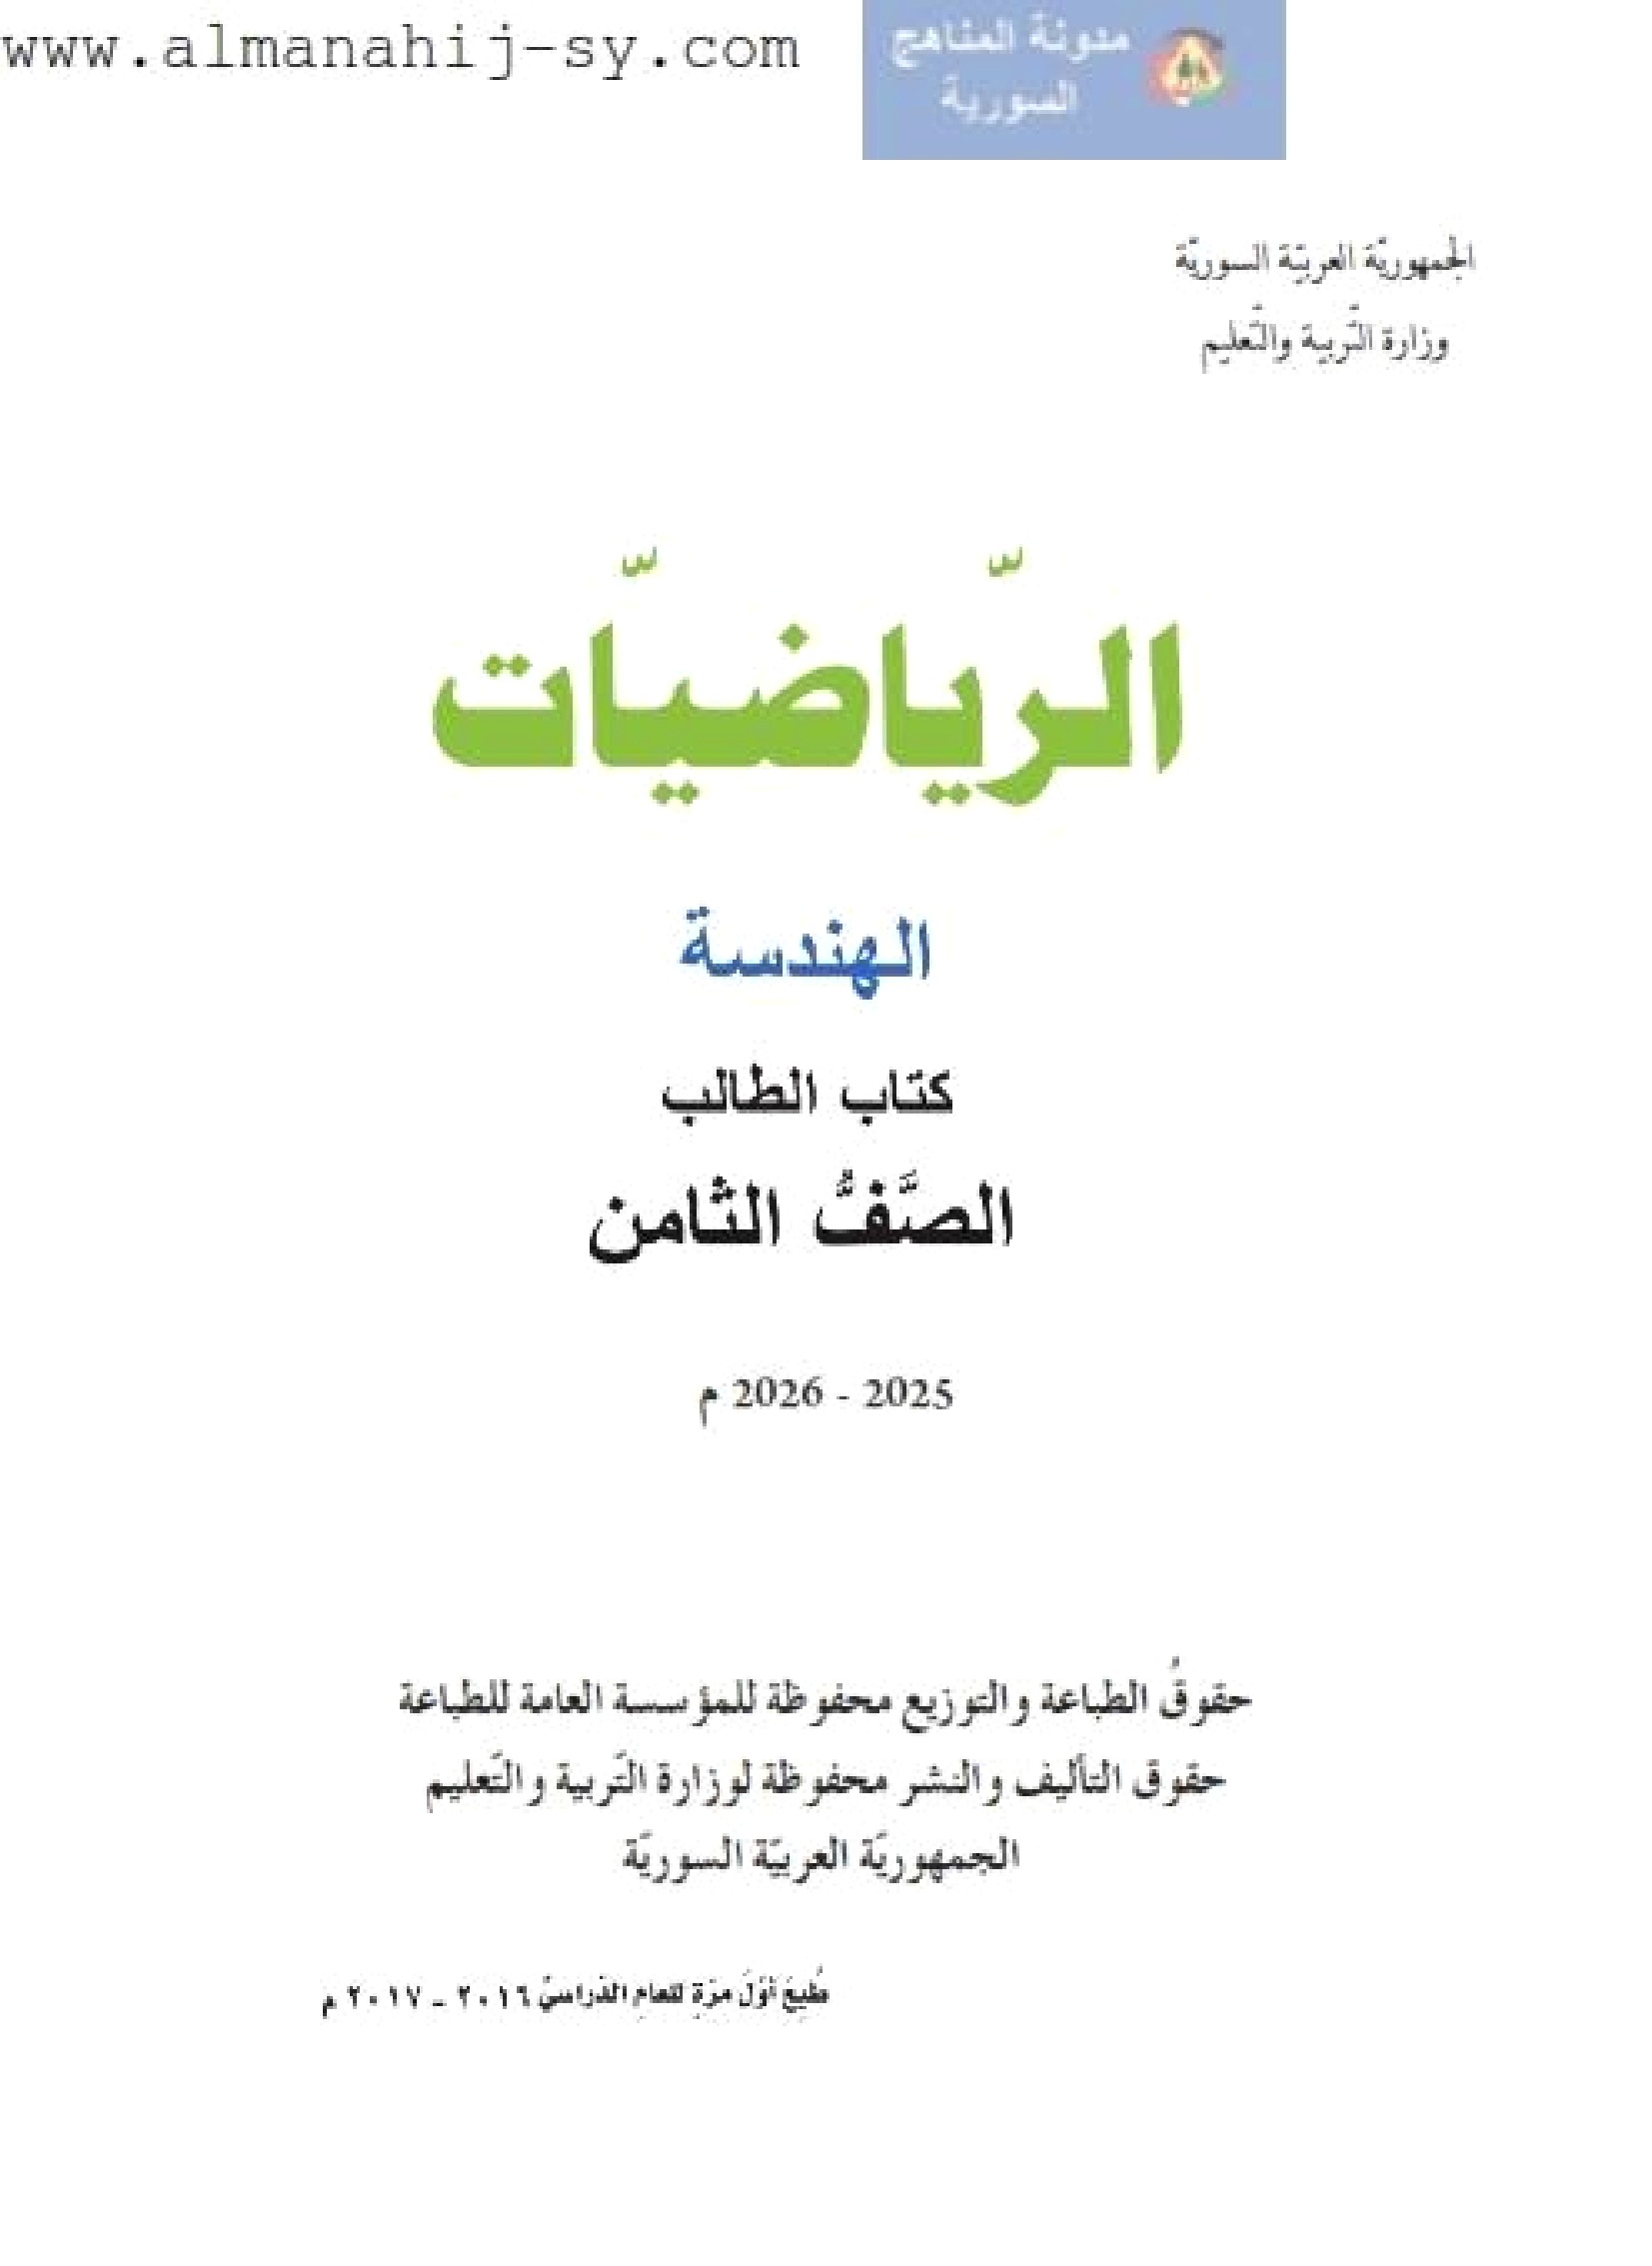 www.almanahij-sy.com
مدونة المناهج
السورية
الجمهوريّة العربيّة السوريّة
وزارة التّربية والتّعليم
الرّياضيّات
الهندسة
كتاب الطالب
الصَّفُّ الثامن
2025 - 2026 م
حقوقُ الطباعة والتوزيع محفوظة للمؤسسة العامة للطباعة
حقوق التأليف والنشر محفوظة لوزارة التّربية والتّعليم
الجمهوريّة العربيّة السوريّة
طُبِعَ أوّلَ مرّةٍ للعامِ الدّراسيّ ٢٠١٦ - ٢٠١٧ م